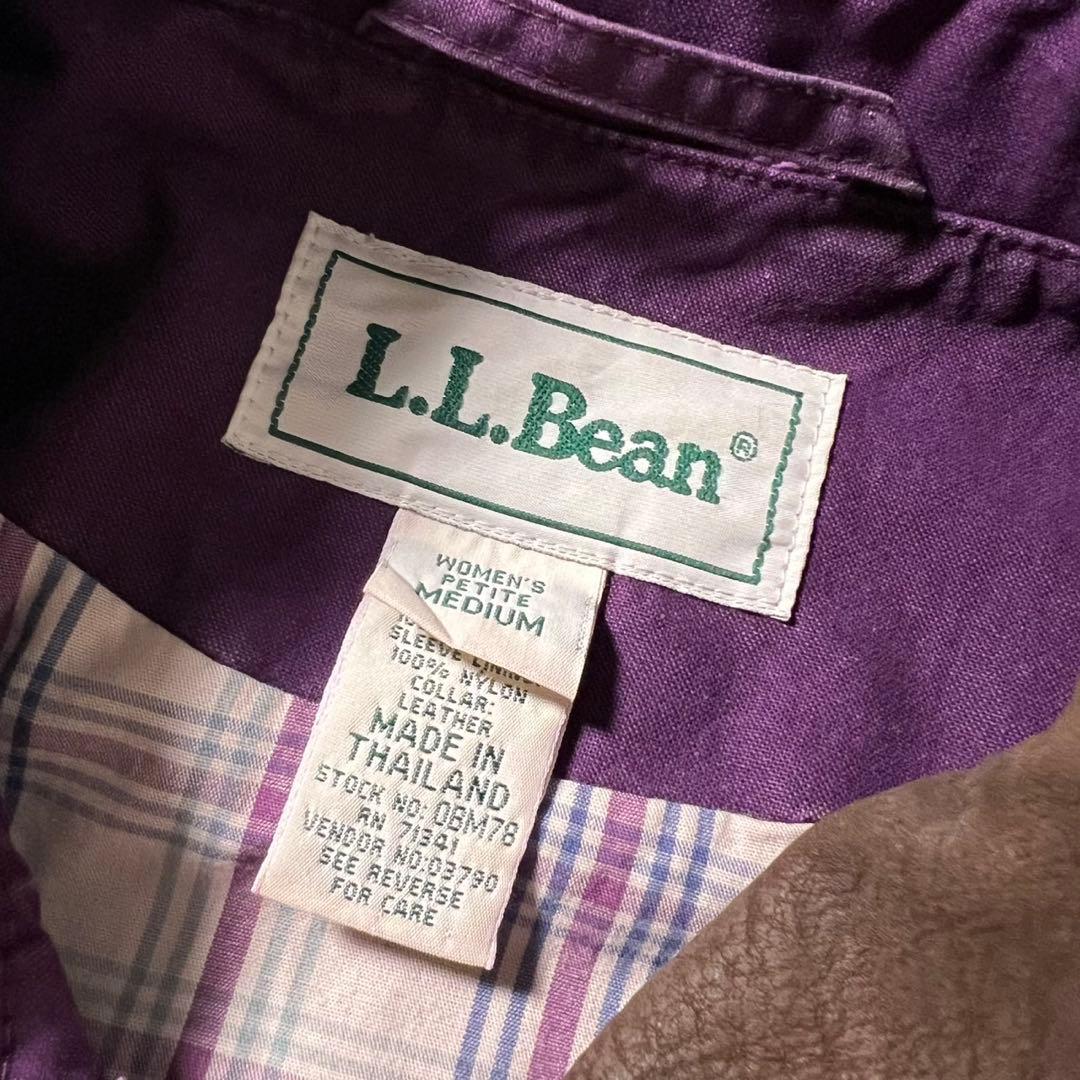 L.L.Bean®
WOMEN'S
PETITE
MEDIUM
SLEEVE LINING:
100% NYLON
COLLAR:
LEATHER
MADE IN
THAILAND
STOCK NO: 0BM78
RN 71341
VENDOR NO:03790
SEE REVERSE
FOR CARE